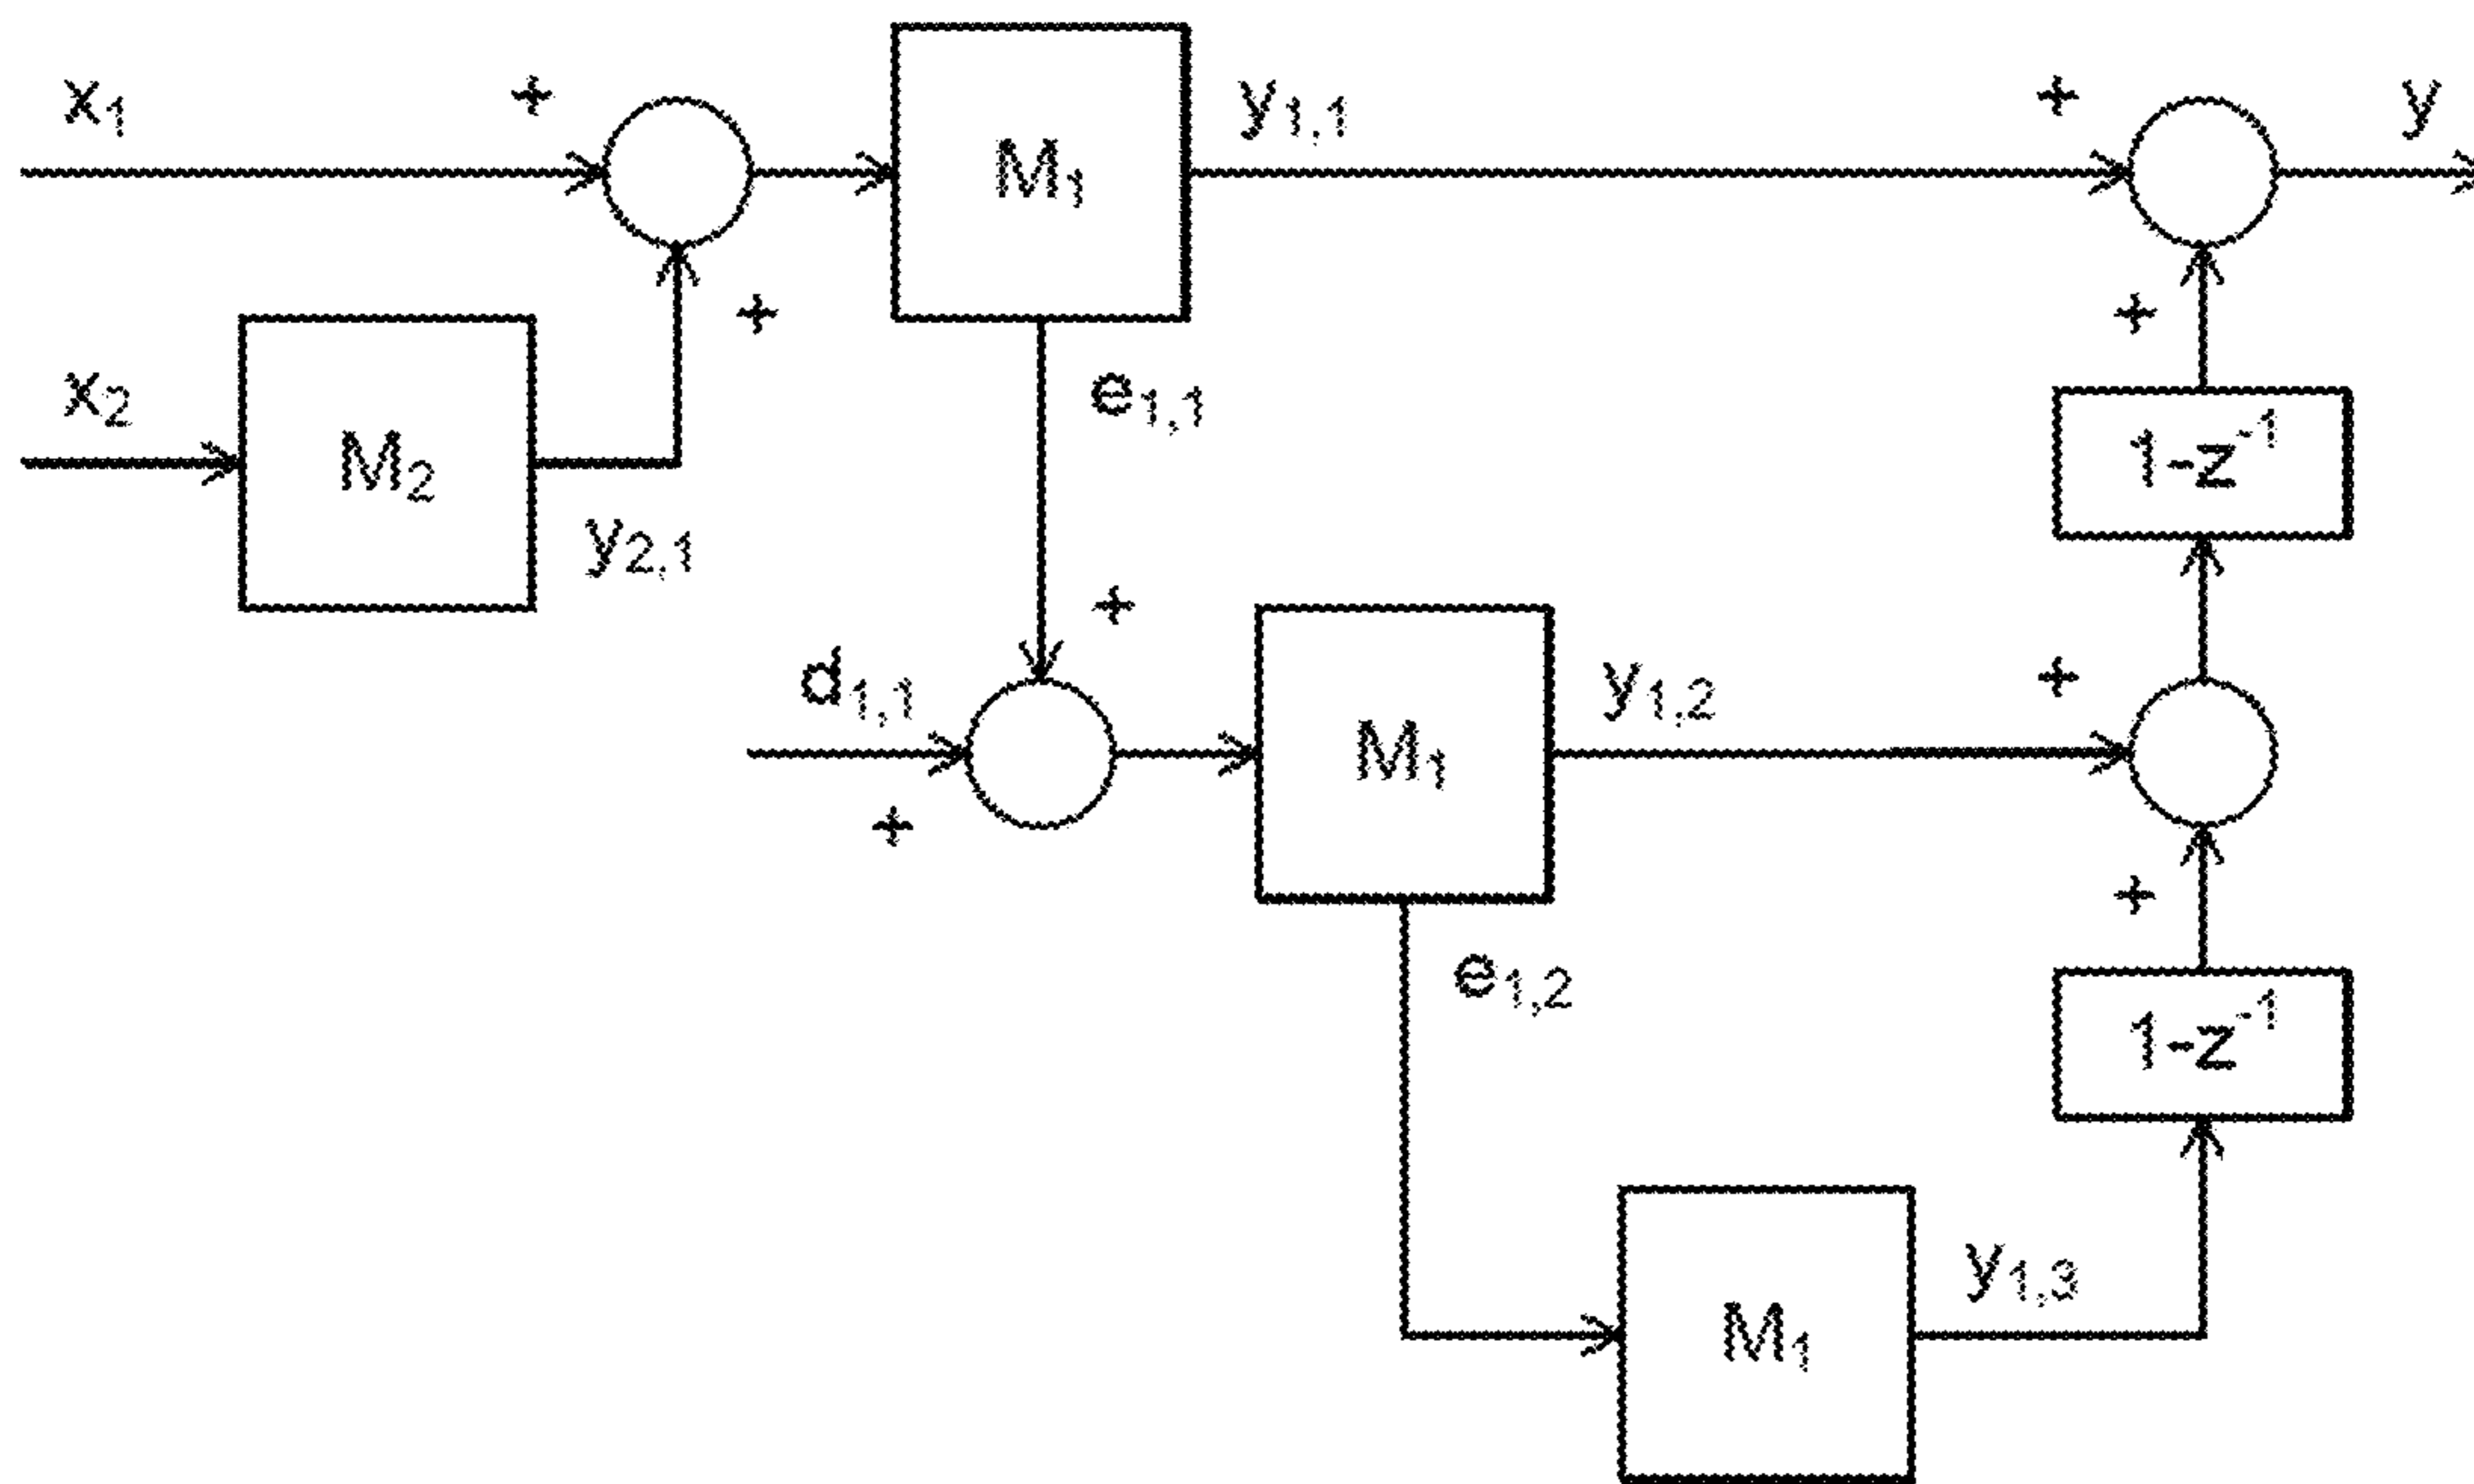 x₁
+
M₁
y₁,₁
+
y
x₂
M₂
+
y₂,₁
e₁,₁
+
1-z⁻¹
+
d₁,₁
+
M₁
y₁,₂
+
e₁,₂
+
1-z⁻¹
M₁
y₁,₃